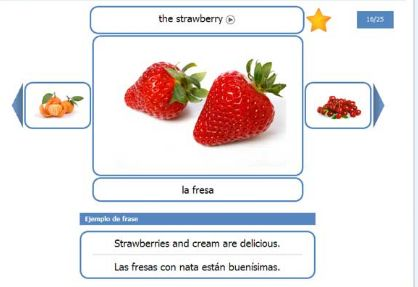 the strawberry
16/25
la fresa
Ejemplo de frase
Strawberries and cream are delicious.
Las fresas con nata están buenísimas.